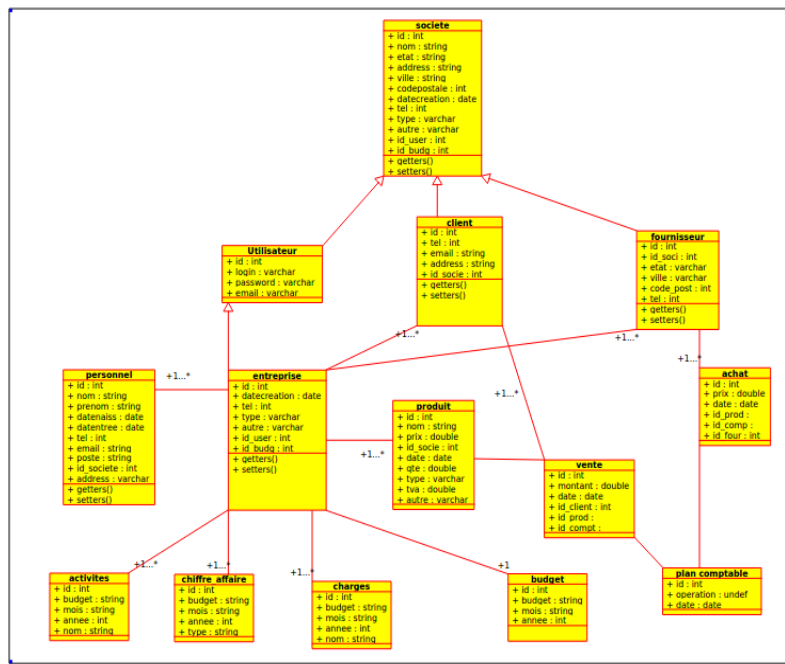 societe
+ id : int
+ nom : string
+ etat : string
+ address : string
+ ville : string
+ codepostale : int
+ datecreation : date
+ tel : int
+ type : varchar
+ autre : varchar
+ id_user : int
+ id_budg : int
+ getters()
+ setters()
Utilisateur
+ id : int
+ login : varchar
+ password : varchar
+ email : varchar
client
+ id : int
+ tel : int
+ email : string
+ address : string
+ id_socie : int
+ getters()
+ setters()
fournisseur
+ id : int
+ id_soci : int
+ etat : varchar
+ ville : varchar
+ code_post : int
+ tel : int
+ getters()
+ setters()
+1...*
+1...*
+1...*
+1...*
+1...*
personnel
+ id : int
+ nom : string
+ prenom : string
+ datenaiss : date
+ datentree : date
+ tel : int
+ email : string
+ poste : string
+ id_societe : int
+ address : varchar
+ getters()
+ setters()
entreprise
+ id : int
+ datecreation : date
+ tel : int
+ type : varchar
+ autre : varchar
+ id_user : int
+ id_budg : int
+ getters()
+ setters()
+1...*
produit
+ id : int
+ nom : string
+ prix : double
+ id_socie : int
+ date : date
+ qte : double
+ type : varchar
+ tva : double
+ autre : varchar
achat
+ id : int
+ prix : double
+ date : date
+ id_prod :
+ id_comp :
+ id_four : int
vente
+ id : int
+ montant : double
+ date : date
+ id_client : int
+ id_prod :
+ id_compt :
+1...*
+1...*
+1...*
+1
activites
+ id : int
+ budget : string
+ mois : string
+ annee : int
+ nom : string
chiffre affaire
+ id : int
+ budget : string
+ mois : string
+ annee : int
+ type : string
charges
+ id : int
+ budget : string
+ mois : string
+ annee : int
+ nom : string
budget
+ id : int
+ budget : string
+ mois : string
+ annee : int
plan comptable
+ id : int
+ operation : undef
+ date : date